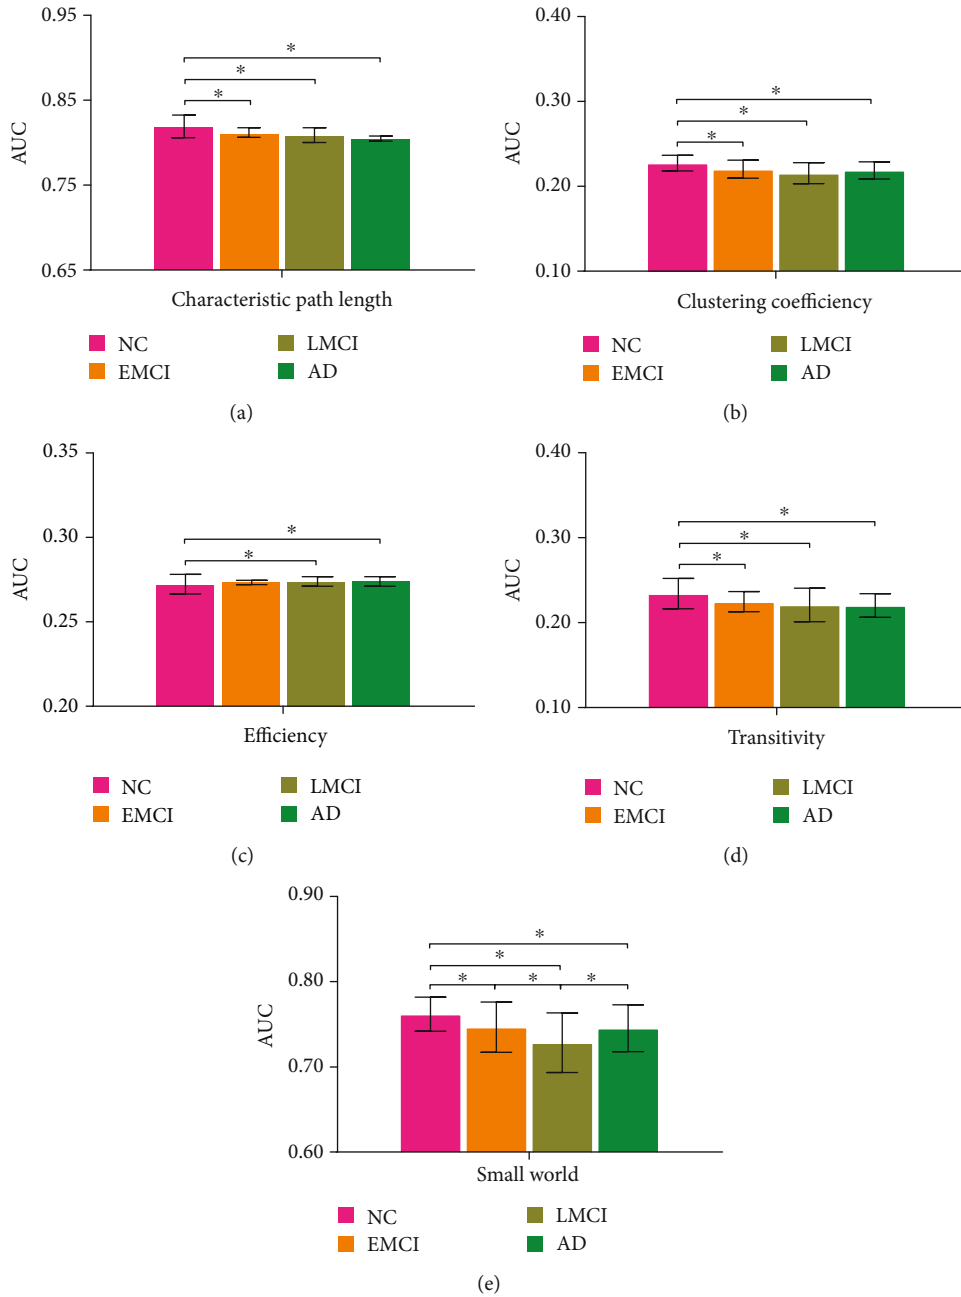 0.95
0.85
0.75
0.65
AUC
*
*
*
Characteristic path length
NC
LMCI
EMCI
AD
(a)
0.40
0.30
0.20
0.10
AUC
*
*
*
Clustering coefficiency
NC
LMCI
EMCI
AD
(b)
0.35
0.30
0.25
0.20
AUC
*
*
Efficiency
NC
LMCI
EMCI
AD
(c)
0.40
0.30
0.20
0.10
AUC
*
*
*
Transitivity
NC
LMCI
EMCI
AD
(d)
0.90
0.80
0.70
0.60
AUC
*
*
*
*
*
Small world
NC
LMCI
EMCI
AD
(e)